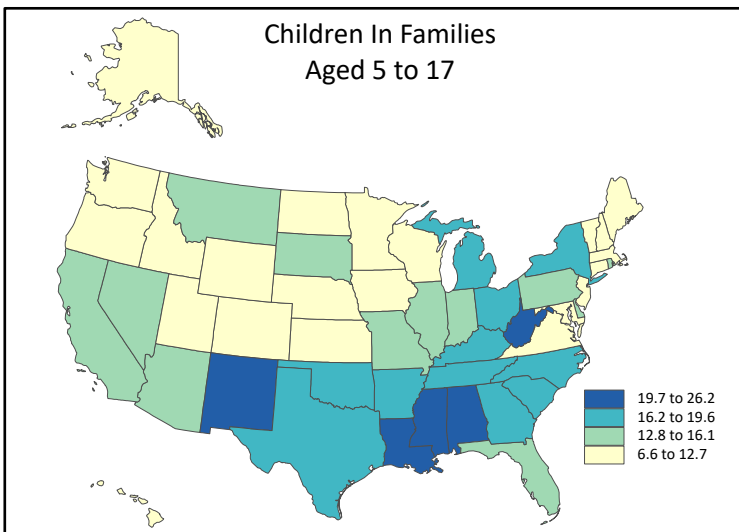 Children In Families
Aged 5 to 17
19.7 to 26.2
16.2 to 19.6
12.8 to 16.1
6.6 to 12.7